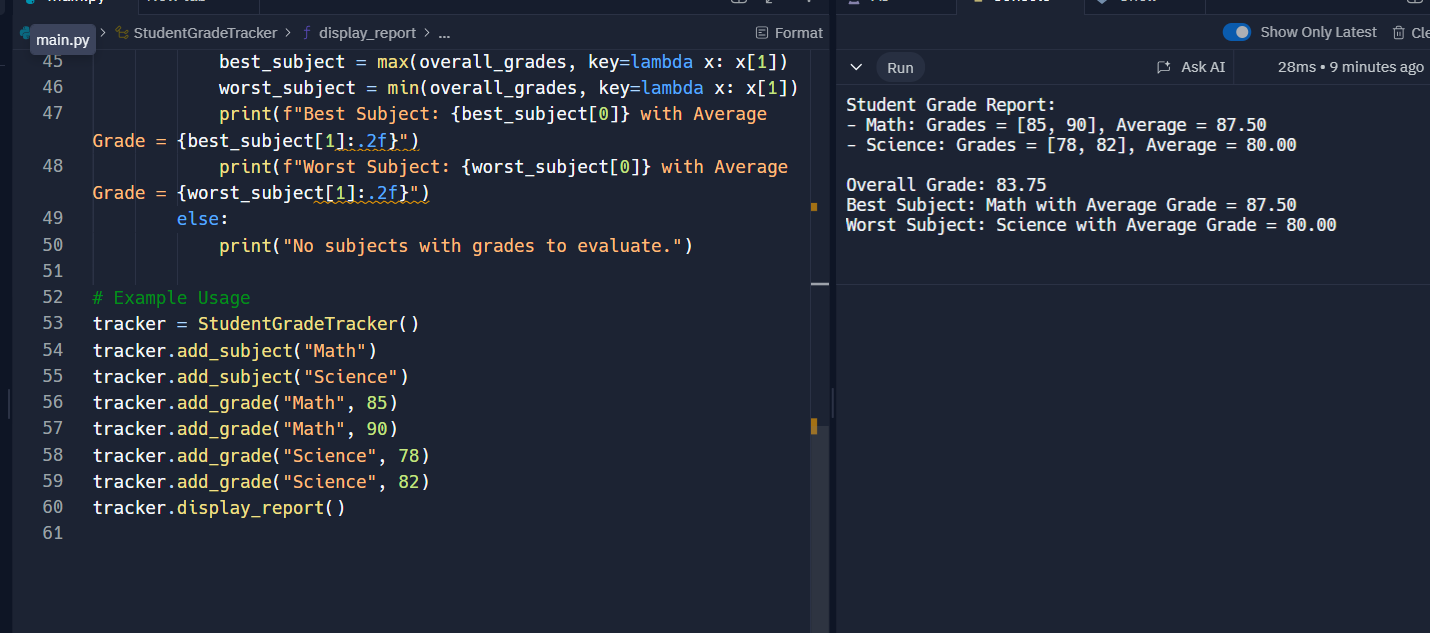 main.py
StudentGradeTracker
display_report
...
Format
45 best_subject = max(overall_grades, key=lambda x: x[1])
46 worst_subject = min(overall_grades, key=lambda x: x[1])
47 print(f"Best Subject: {best_subject[0]} with Average
Grade = {best_subject[1]:.2f}")
48 print(f"Worst Subject: {worst_subject[0]} with Average
Grade = {worst_subject[1]:.2f}")
49 else:
50 print("No subjects with grades to evaluate.")
51
52 # Example Usage
53 tracker = StudentGradeTracker()
54 tracker.add_subject("Math")
55 tracker.add_subject("Science")
56 tracker.add_grade("Math", 85)
57 tracker.add_grade("Math", 90)
58 tracker.add_grade("Science", 78)
59 tracker.add_grade("Science", 82)
60 tracker.display_report()
61
Show Only Latest
Run
Ask AI
28ms • 9 minutes ago
Student Grade Report:
- Math: Grades = [85, 90], Average = 87.50
- Science: Grades = [78, 82], Average = 80.00
Overall Grade: 83.75
Best Subject: Math with Average Grade = 87.50
Worst Subject: Science with Average Grade = 80.00